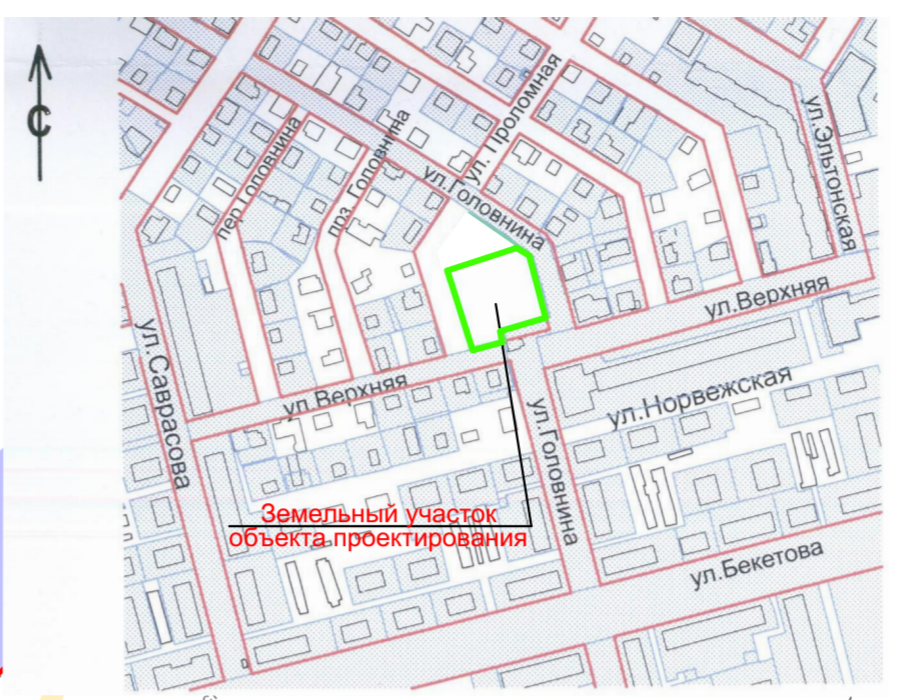 С
ул. Проломная
ул.Эльтонская
пер.Головнина
прз. Головнина
ул.Головнина
ул.Верхняя
ул.Саврасова
ул.Верхняя
ул.Норвежская
ул.Головнина
Земельный участок
объекта проектирования
ул.Бекетова